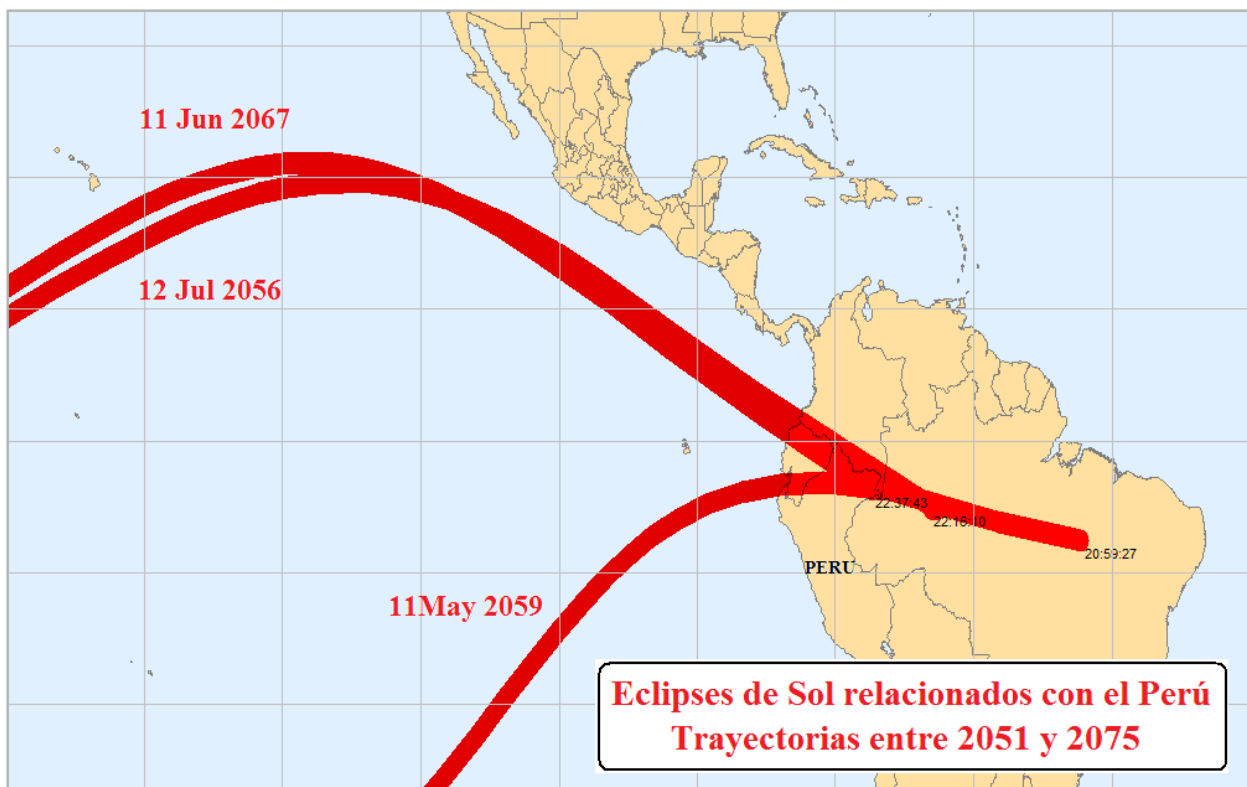 11 Jun 2067
12 Jul 2056
22:37:43
22:16:10
20:59:27
PERU
11May 2059
Eclipses de Sol relacionados con el Perú
Trayectorias entre 2051 y 2075